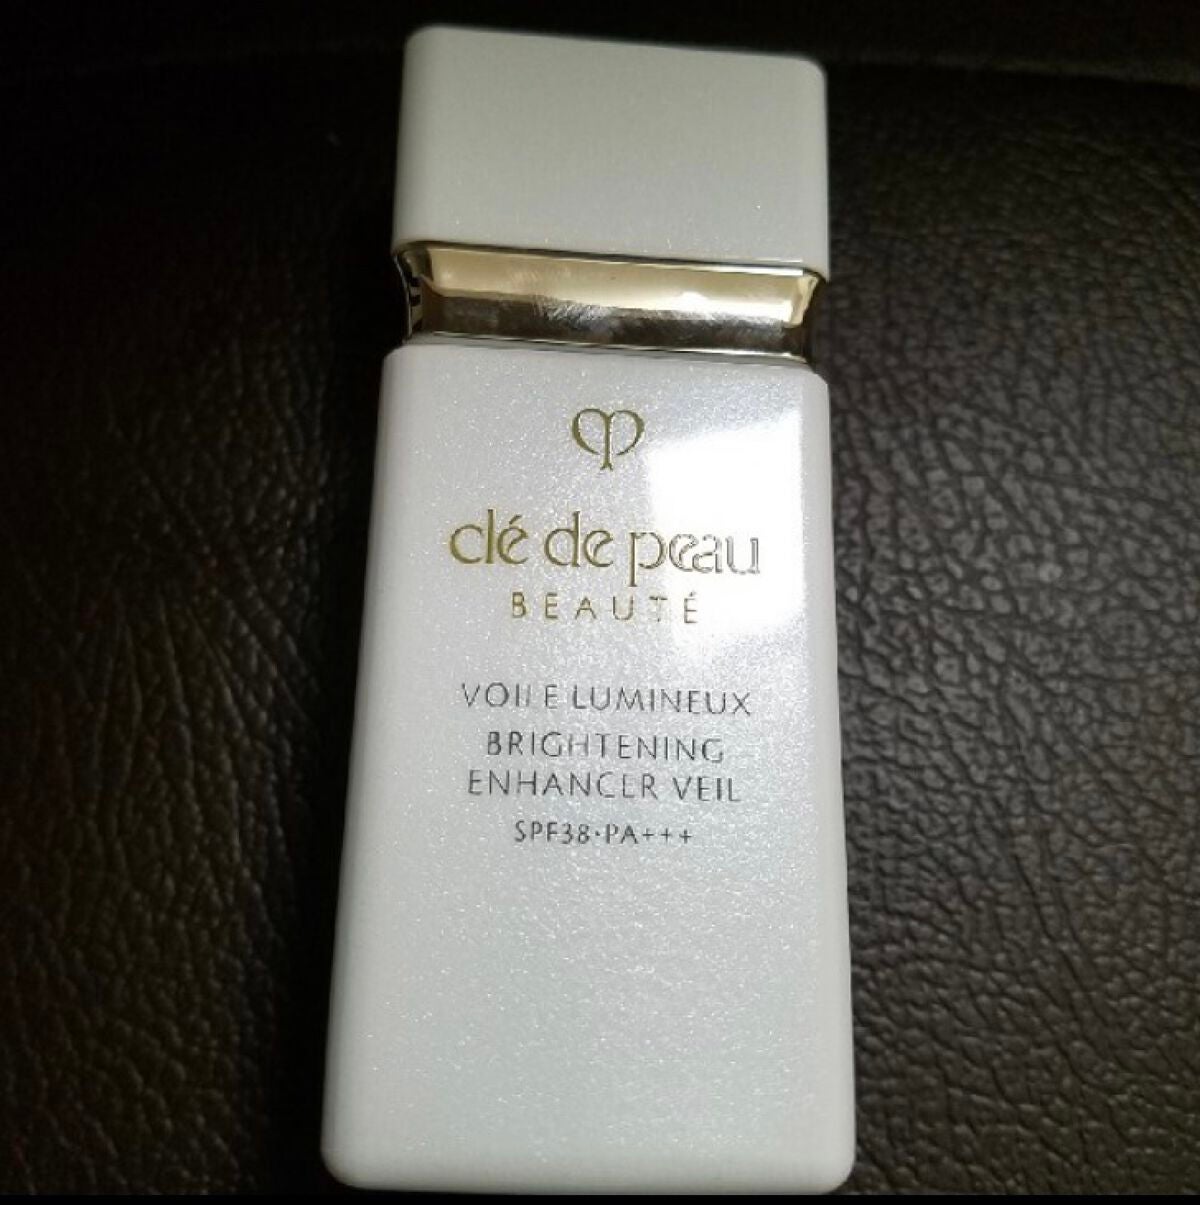 clé de peau
BEAUTÉ
VOILE LUMINEUX
BRIGHTENING
ENHANCER VEIL
SPF38·PA+++